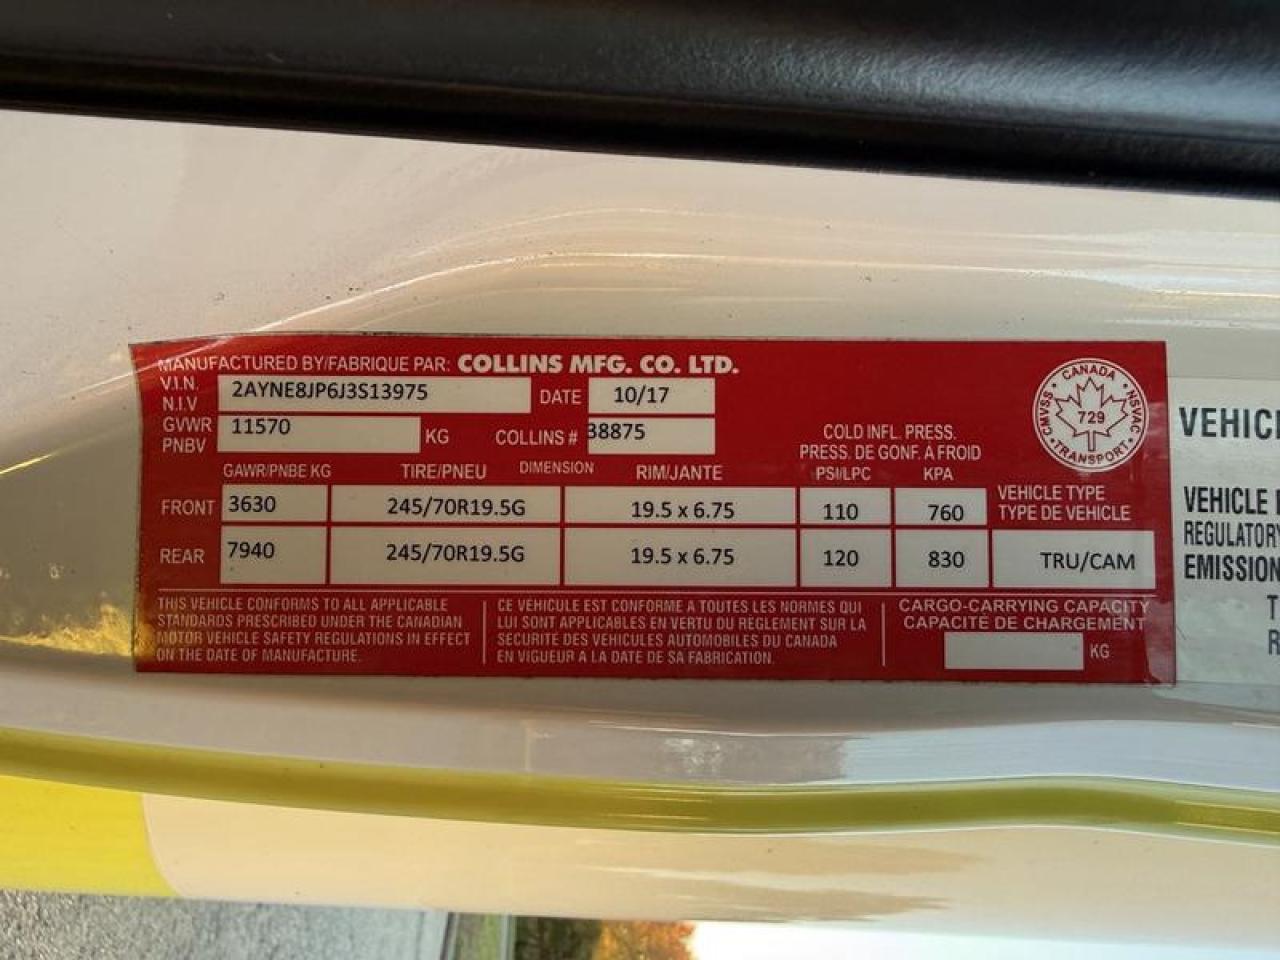 MANUFACTURED BY/FABRIQUE PAR: COLLINS MFG. CO. LTD.
V.I.N.
N.I.V
2AYNE8JP6J3S13975
DATE
10/17
GVWR
PNBV
11570
KG
COLLINS #
38875
COLD INFL. PRESS.
PRESS. DE GONF. A FROID
GAWR/PNBE KG
TIRE/PNEU
DIMENSION
RIM/JANTE
PSI/LPC
KPA
FRONT
3630
245/70R19.5G
19.5 x 6.75
110
760
VEHICLE TYPE
TYPE DE VEHICLE
REAR
7940
245/70R19.5G
19.5 x 6.75
120
830
TRU/CAM
THIS VEHICLE CONFORMS TO ALL APPLICABLE
STANDARDS PRESCRIBED UNDER THE CANADIAN
MOTOR VEHICLE SAFETY REGULATIONS IN EFFECT
ON THE DATE OF MANUFACTURE.
CE VÉHICULE EST CONFORME A TOUTES LES NORMES QUI
LUI SONT APPLICABLES EN VERTU DU REGLEMENT SUR LA
SECURITE DES VEHICULES AUTOMOBILES DU CANADA
EN VIGUEUR A LA DATE DE SA FABRICATION.
CARGO-CARRYING CAPACITY
CAPACITÉ DE CHARGEMENT
KG
CANADA
CMVSS
729
NSVAC
TRANSPORT
VEHICL
VEHICLE
REGULATORY
EMISSION